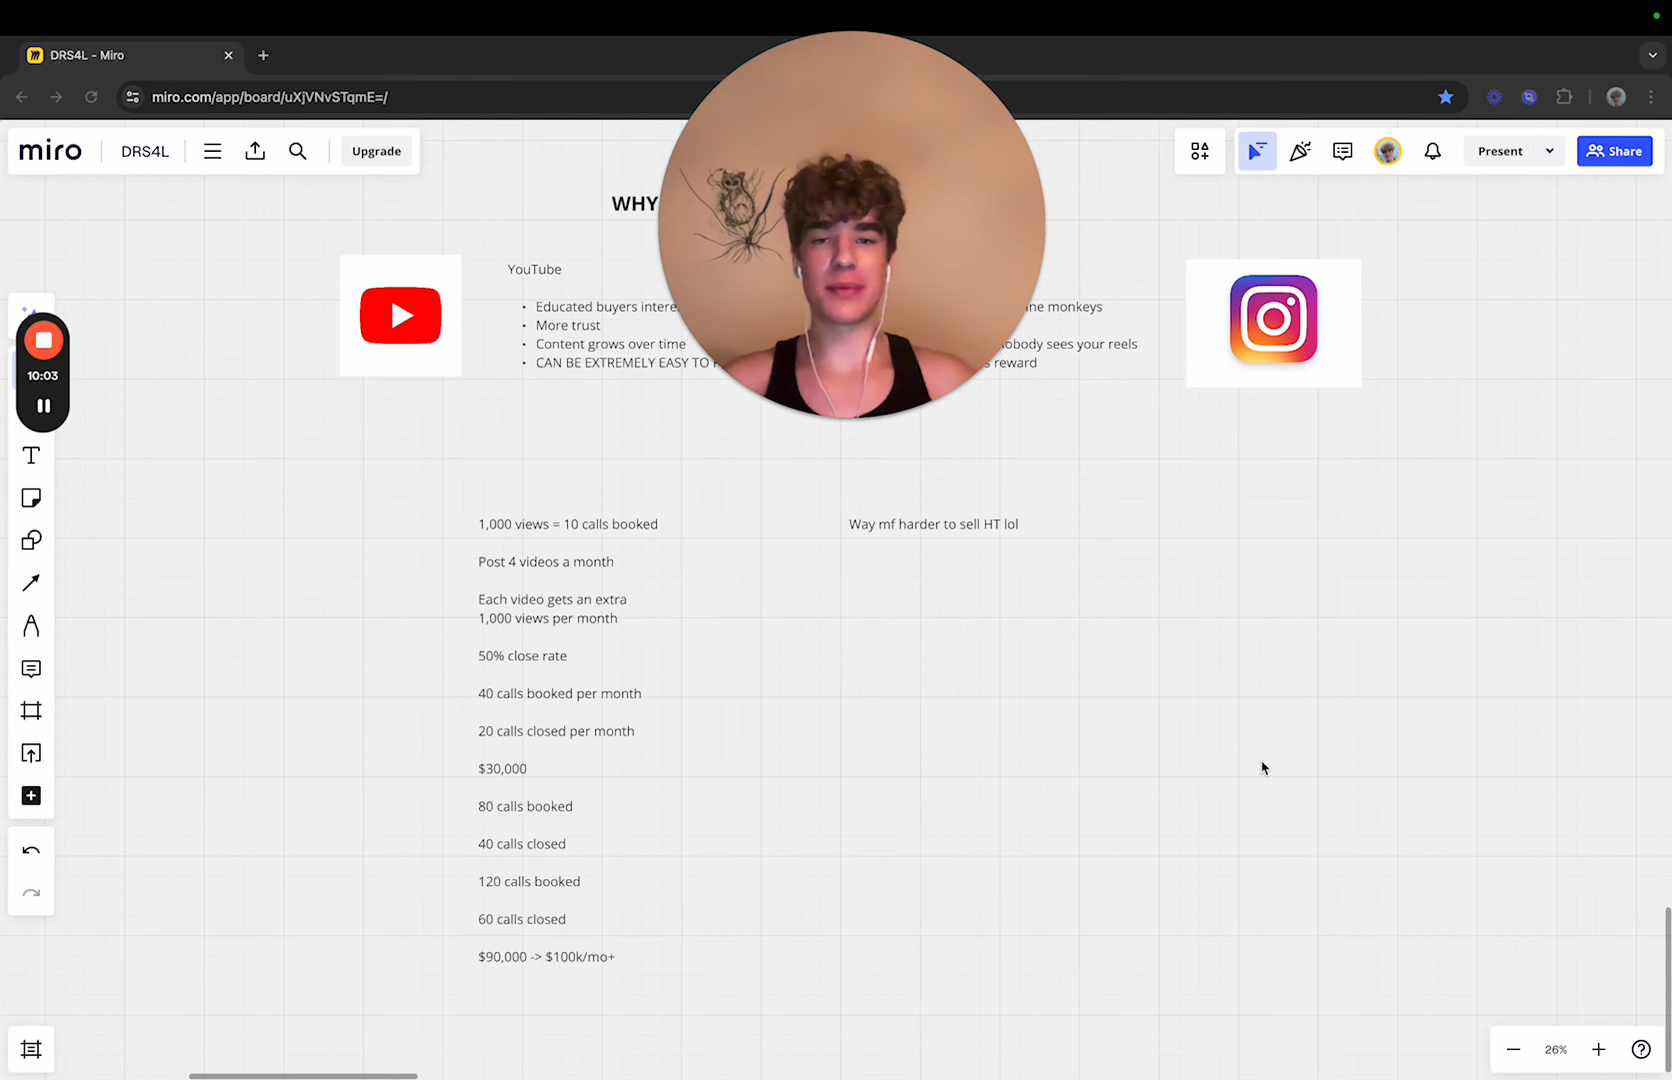 DRS4L - Miro
miro.com/app/board/uXjVNvSTqmE=/
miro
DRS4L
Upgrade
Present
Share
WHY
YouTube
• Educated buyers
• More trust
monkeys
• Content grows over time
nobody sees your reels
• CAN BE EXTREMELY EASY TO
reward
10:03
1,000 views = 10 calls booked
Way mf harder to sell HT lol
Post 4 videos a month
Each video gets an extra
1,000 views per month
50% close rate
40 calls booked per month
20 calls closed per month
$30,000
80 calls booked
40 calls closed
120 calls booked
60 calls closed
$90,000 -> $100k/mo+
26%